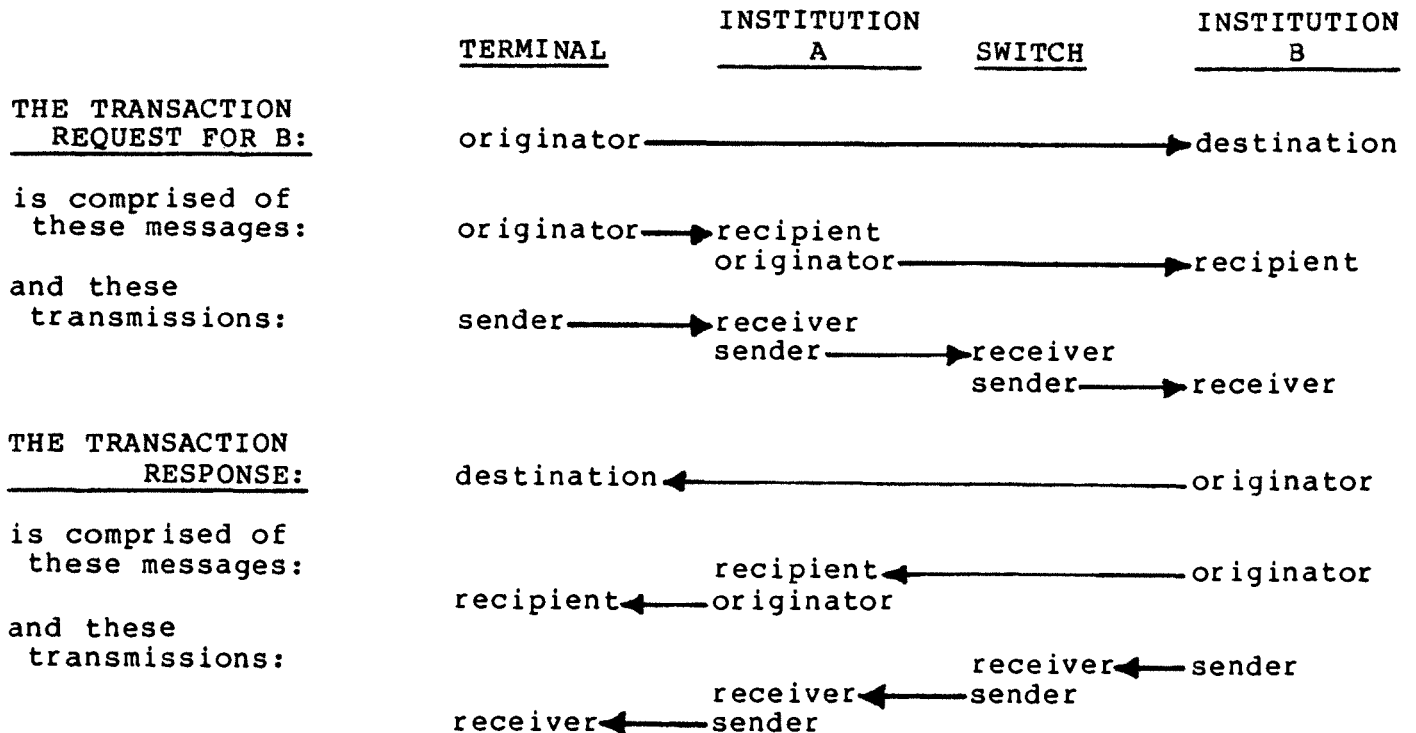 INSTITUTION INSTITUTION
TERMINAL A SWITCH B
THE TRANSACTION
REQUEST FOR B: originator destination
is comprised of
these messages: originator recipient
originator recipient
and these
transmissions: sender receiver
sender receiver
sender receiver
THE TRANSACTION
RESPONSE: destination originator
is comprised of
these messages: recipient originator
recipient originator
and these
transmissions: receiver sender
receiver sender
receiver sender